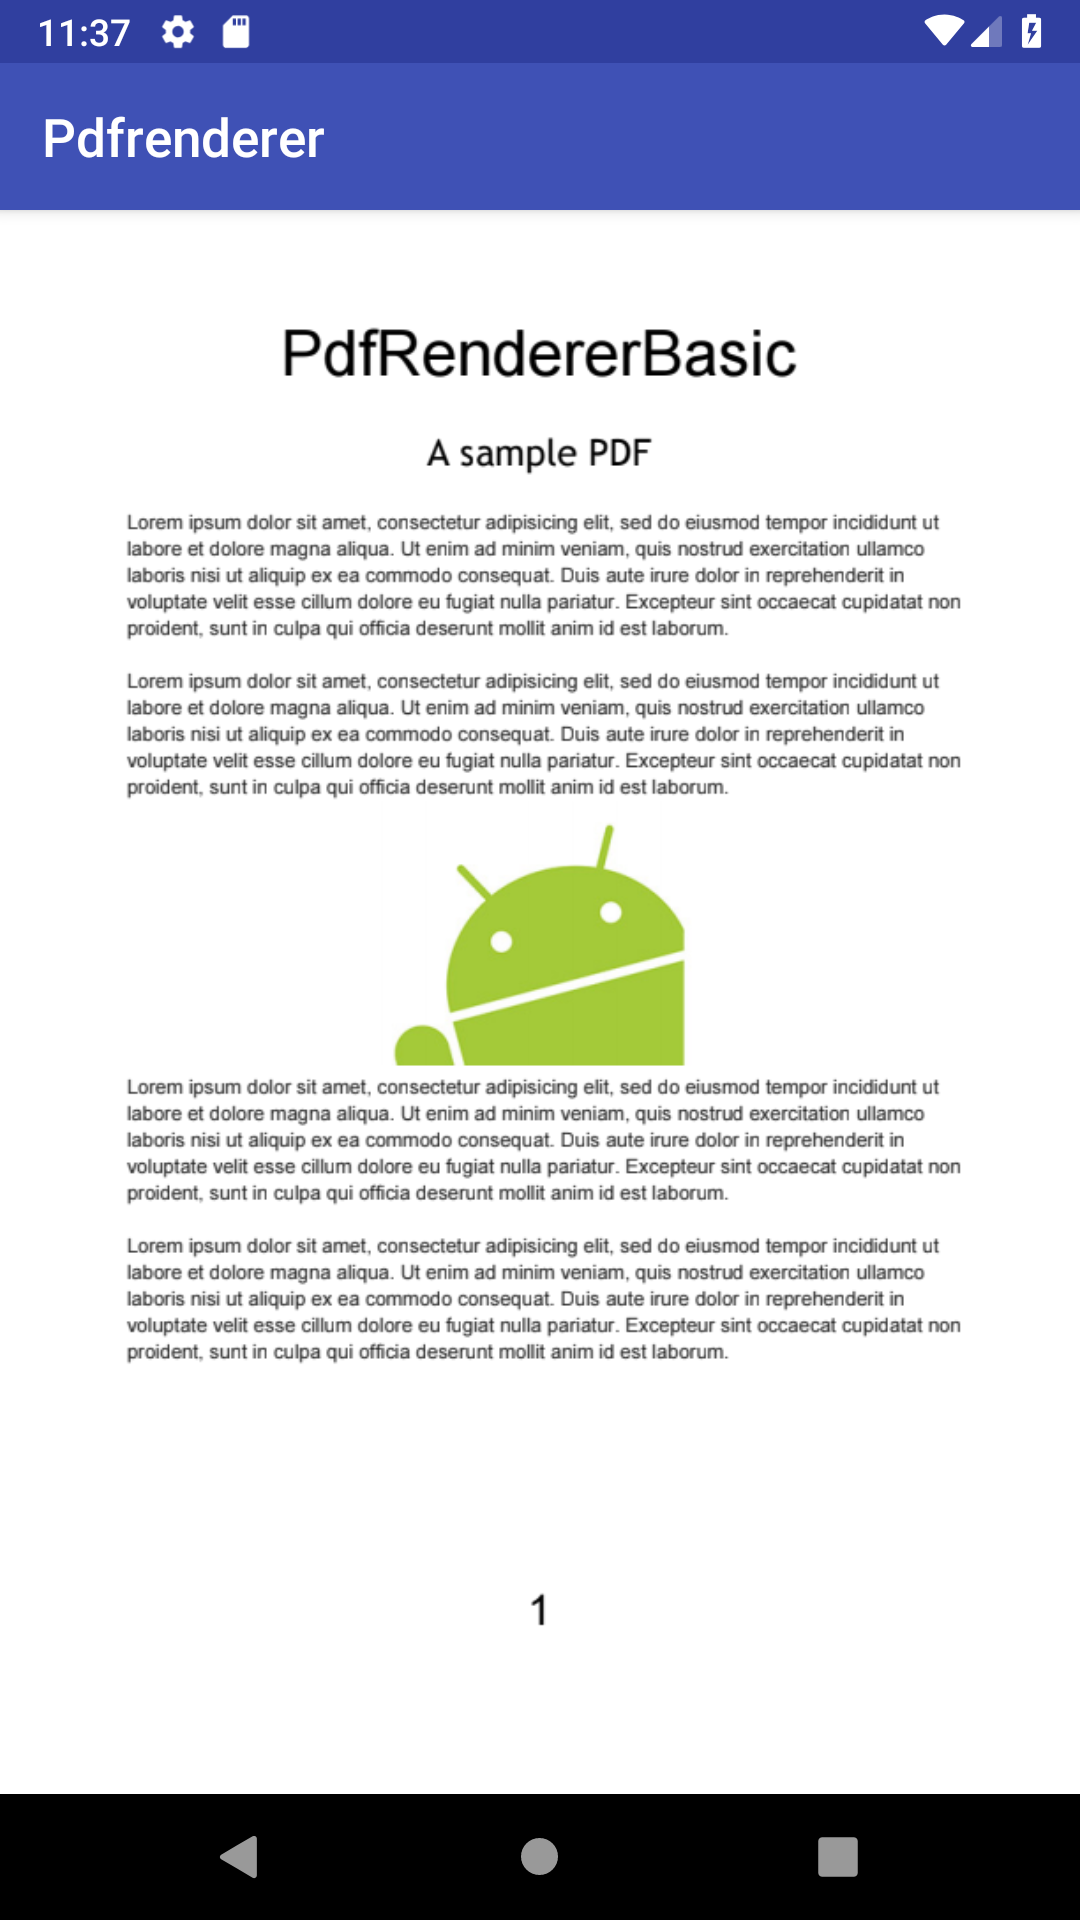 11:37
Pdfrenderer
PdfRendererBasic
A sample PDF
Lorem ipsum dolor sit amet, consectetur adipisicing elit, sed do eiusmod tempor incididunt ut
labore et dolore magna aliqua. Ut enim ad minim veniam, quis nostrud exercitation ullamco
laboris nisi ut aliquip ex ea commodo consequat. Duis aute irure dolor in reprehenderit in
voluptate velit esse cillum dolore eu fugiat nulla pariatur. Excepteur sint occaecat cupidatat non
proident, sunt in culpa qui officia deserunt mollit anim id est laborum.
Lorem ipsum dolor sit amet, consectetur adipisicing elit, sed do eiusmod tempor incididunt ut
labore et dolore magna aliqua. Ut enim ad minim veniam, quis nostrud exercitation ullamco
laboris nisi ut aliquip ex ea commodo consequat. Duis aute irure dolor in reprehenderit in
voluptate velit esse cillum dolore eu fugiat nulla pariatur. Excepteur sint occaecat cupidatat non
proident, sunt in culpa qui officia deserunt mollit anim id est laborum.
Lorem ipsum dolor sit amet, consectetur adipisicing elit, sed do eiusmod tempor incididunt ut
labore et dolore magna aliqua. Ut enim ad minim veniam, quis nostrud exercitation ullamco
laboris nisi ut aliquip ex ea commodo consequat. Duis aute irure dolor in reprehenderit in
voluptate velit esse cillum dolore eu fugiat nulla pariatur. Excepteur sint occaecat cupidatat non
proident, sunt in culpa qui officia deserunt mollit anim id est laborum.
Lorem ipsum dolor sit amet, consectetur adipisicing elit, sed do eiusmod tempor incididunt ut
labore et dolore magna aliqua. Ut enim ad minim veniam, quis nostrud exercitation ullamco
laboris nisi ut aliquip ex ea commodo consequat. Duis aute irure dolor in reprehenderit in
voluptate velit esse cillum dolore eu fugiat nulla pariatur. Excepteur sint occaecat cupidatat non
proident, sunt in culpa qui officia deserunt mollit anim id est laborum.
1